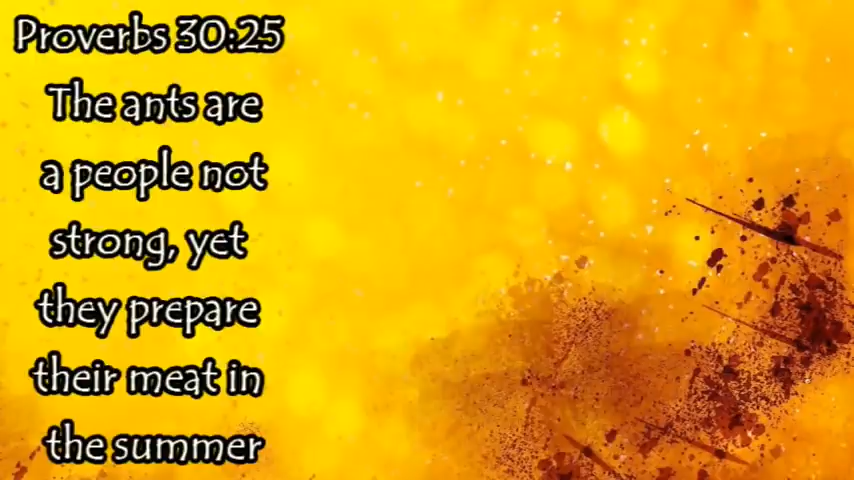 Proverbs 30:25
The ants are
a people not
strong, yet
they prepare
their meat in
the summer